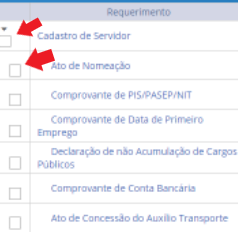 Requerimento
Cadastro de Servidor
Ato de Nomeação
Comprovante de PIS/PASEP/NIT
Comprovante de Data de Primeiro
Emprego
Declaração de não Acumulação de Cargos
Públicos
Comprovante de Conta Bancária
Ato de Concessão do Auxílio Transporte